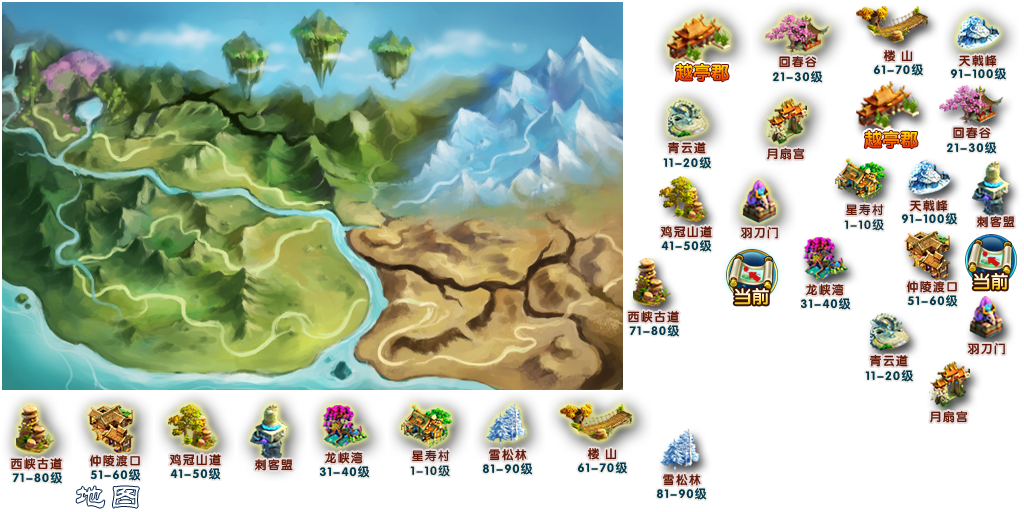 越亭郡
回春谷
21-30级
楼山
61-70级
天戟峰
91-100级
青云道
11-20级
月扇宫
越亭郡
回春谷
21-30级
鸡冠山道
41-50级
羽刀门
星寿村
1-10级
天戟峰
91-100级
刺客盟
西峡古道
71-80级
当前
龙峡湾
31-40级
仲陵渡口
51-60级
当前
青云道
11-20级
羽刀门
月扇宫
西峡古道
71-80级
仲陵渡口
51-60级
鸡冠山道
41-50级
刺客盟
龙峡湾
31-40级
星寿村
1-10级
雪松林
81-90级
楼山
61-70级
雪松林
81-90级
地图